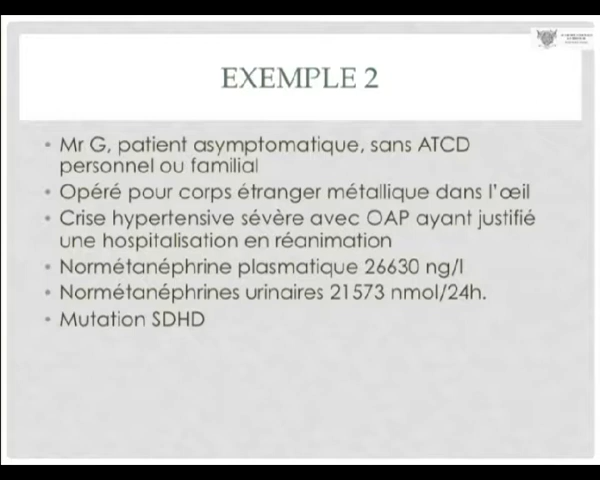 EXEMPLE 2
• Mr G, patient asymptomatique, sans ATCD
personnel ou familial
• Opéré pour corps étranger métallique dans l'œil
• Crise hypertensive sévère avec OAP ayant justifié
une hospitalisation en réanimation
• Normétanéphrine plasmatique 26630 ng/l
• Normétanéphrines urinaires 21573 nmol/24h.
• Mutation SDHD